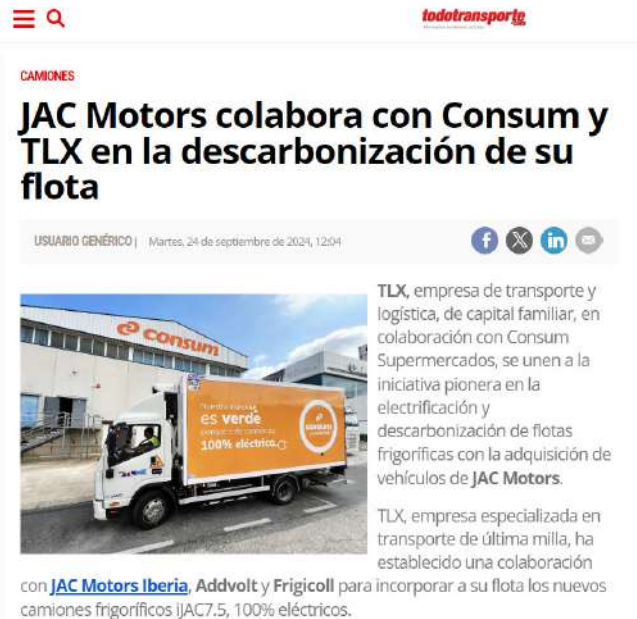 todotransporte
.com
CAMIONES
JAC Motors colabora con Consum y
TLX en la descarbonización de su
flota
USUARIO GENÉRICO | Martes, 24 de septiembre de 2024, 12:04
consum
es verde
100% eléctrico.
consum
TLX, empresa de transporte y
logística, de capital familiar, en
colaboración con Consum
Supermercados, se unen a la
iniciativa pionera en la
electrificación y
descarbonización de flotas
frigoríficas con la adquisición de
vehículos de JAC Motors.
TLX, empresa especializada en
transporte de última milla, ha
establecido una colaboración
con JAC Motors Iberia, Addvolt y Frigicoll para incorporar a su flota los nuevos
camiones frigoríficos iJAC7.5, 100% eléctricos.